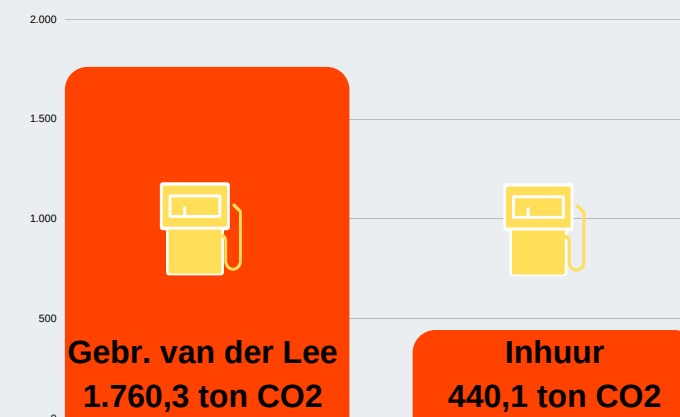 2.000
1.500
1.000
500
Gebr. van der Lee
1.760,3 ton CO2
Inhuur
440,1 ton CO2
0